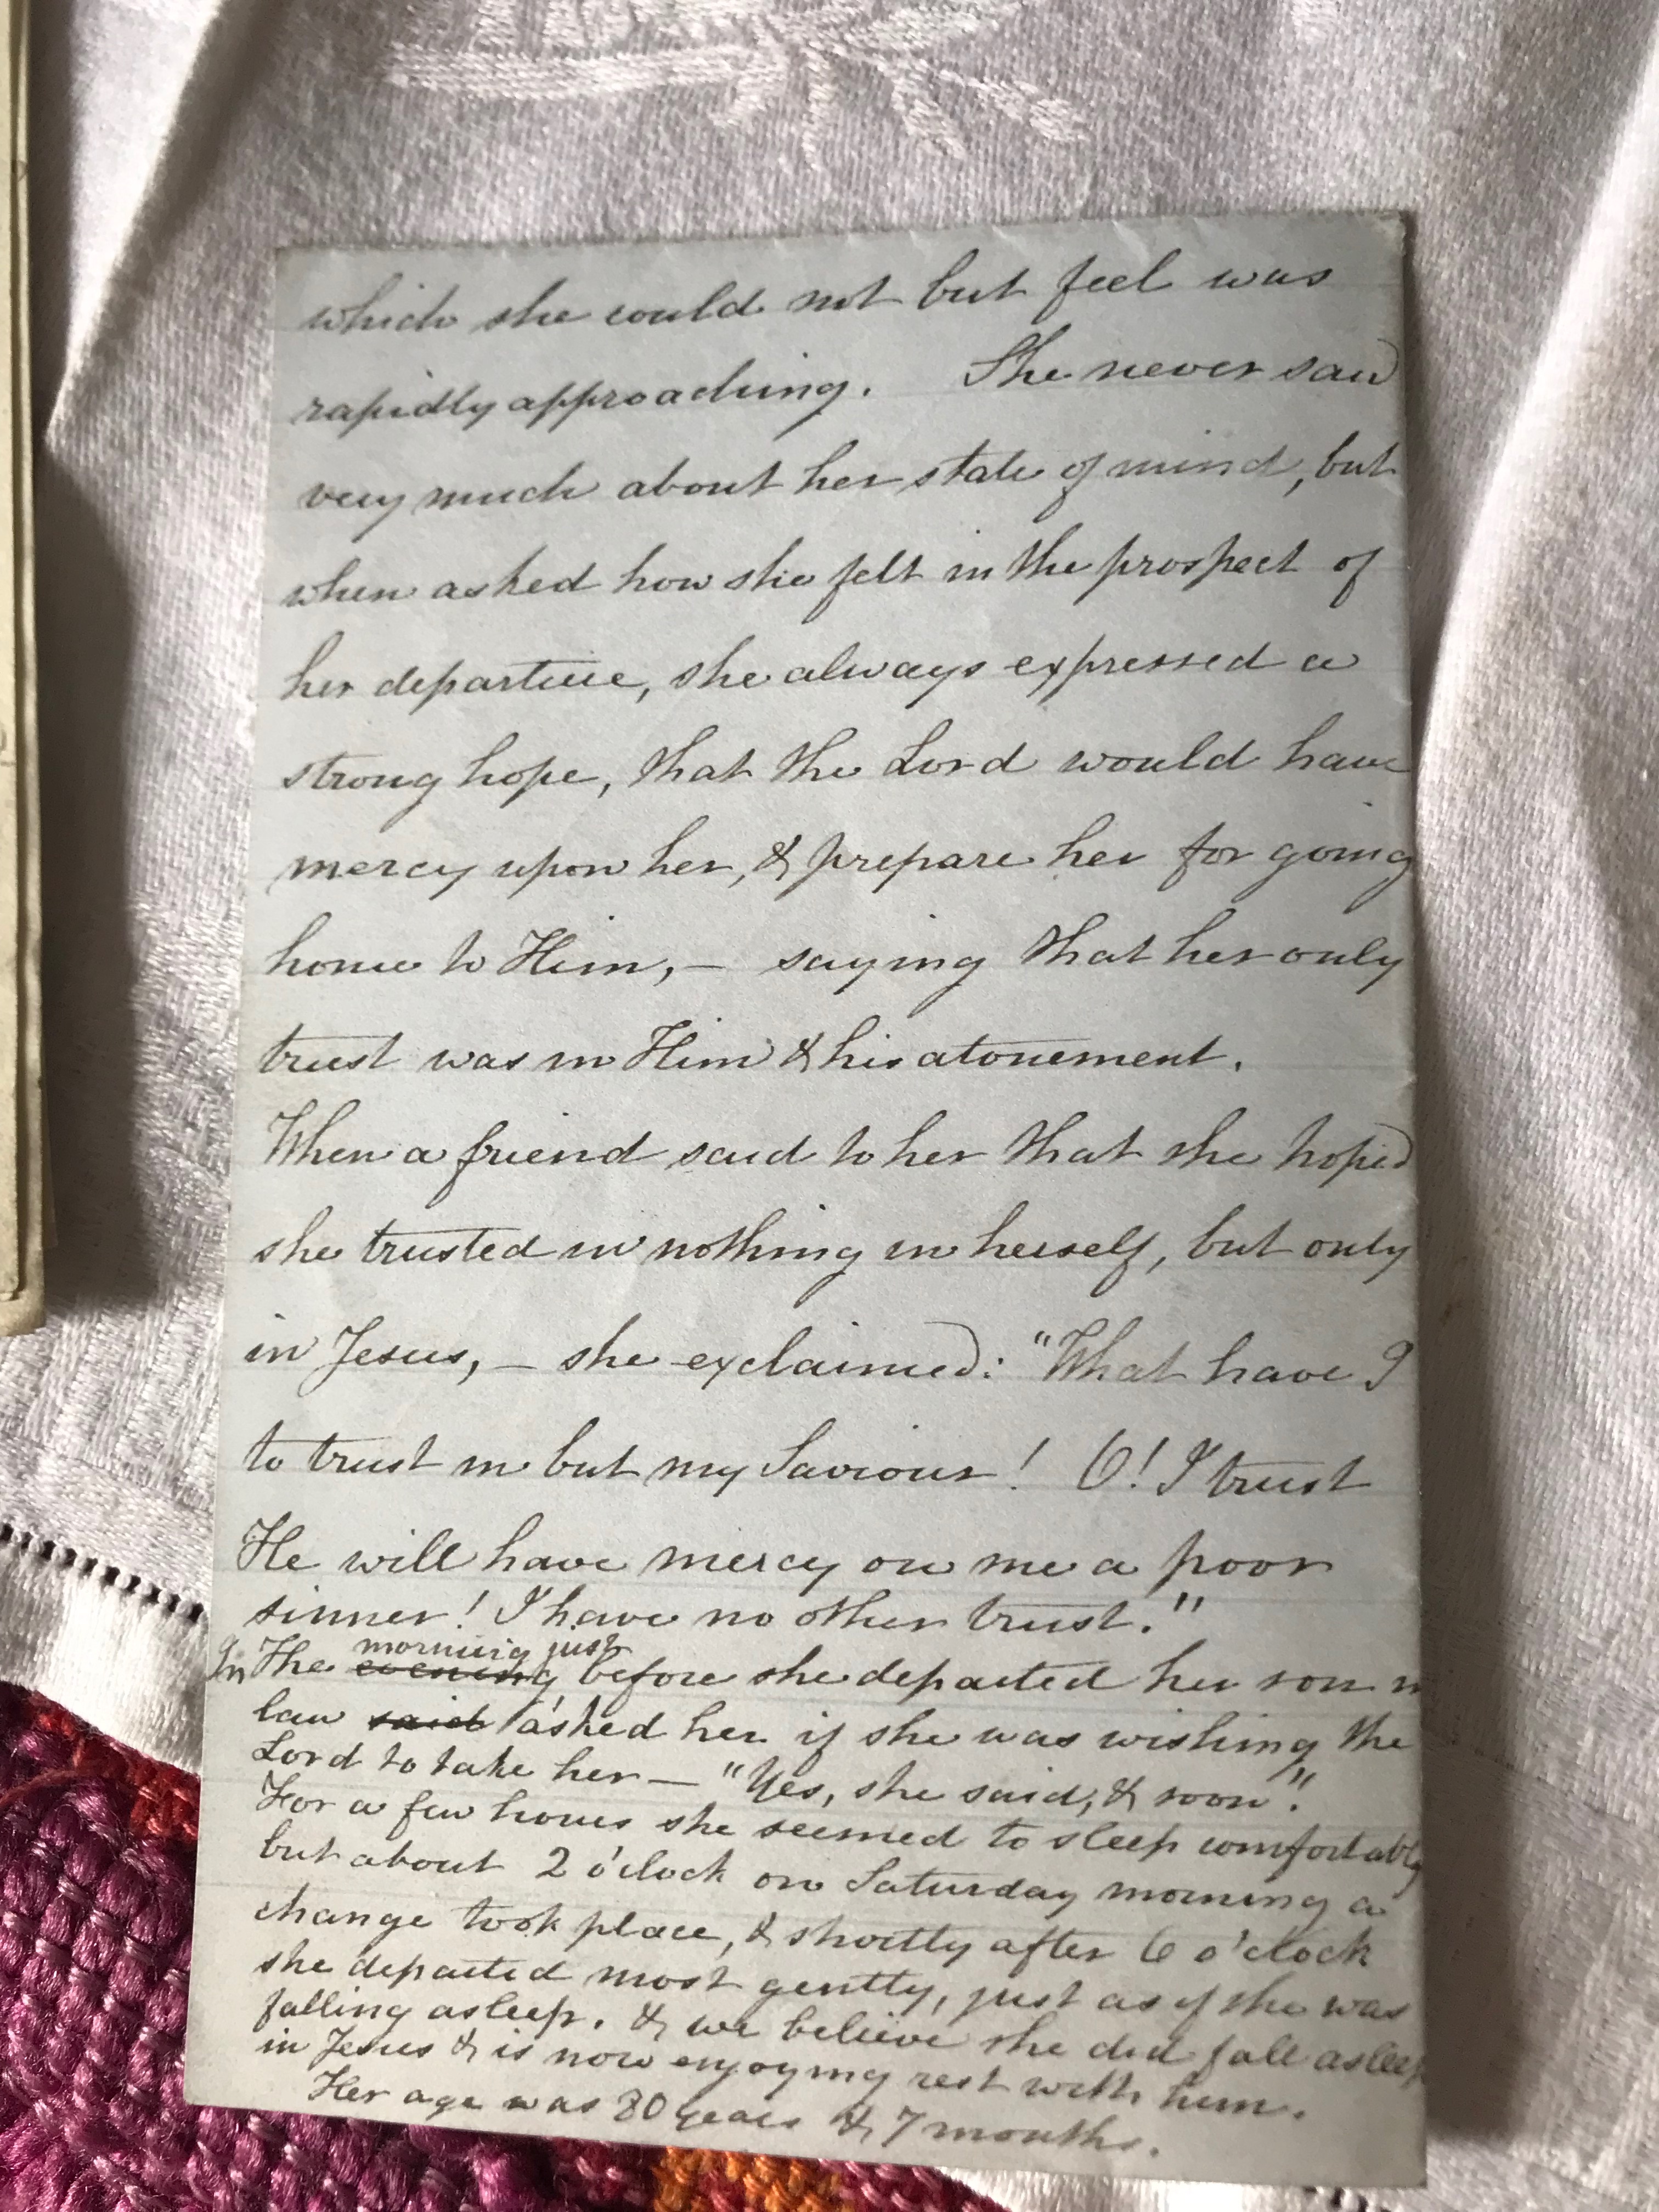 which she could not but feel was
rapidly approaching. She never said
very much about her state of mind, but
when asked how she felt in the prospect of
her departure, she always expressed a
strong hope, that the Lord would have
mercy upon her, & prepare her for going
home to Him, — saying that her only
trust was in Him & his atonement.
When a friend said to her that she hoped
she trusted in nothing in herself, but only
in Jesus, — she exclaimed: "What have I
to trust in but my Saviour! O! I trust
He will have mercy on me a poor
sinner! I have no other trust."
morning just
In the evening before she departed her son in
law said asked her if she was wishing the
Lord to take her — "Yes, she said, & soon".
For a few hours she seemed to sleep comfortably
but about 2 o'clock on Saturday morning a
change took place, & shortly after 6 o'clock
she departed most gently, just as if she was
falling asleep. & we believe she did fall asleep
in Jesus & is now enjoying rest with him.
Her age was 80 years & 7 months.